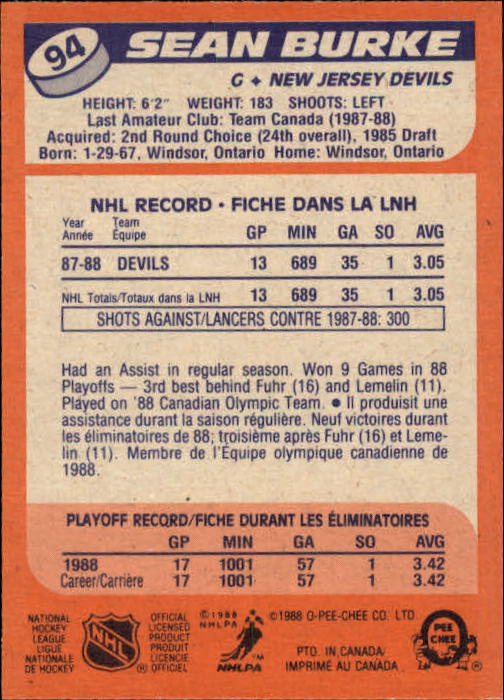 94
SEAN BURKE
G ♦ NEW JERSEY DEVILS
HEIGHT: 6'2" WEIGHT: 183 SHOOTS: LEFT
Last Amateur Club: Team Canada (1987-88)
Acquired: 2nd Round Choice (24th overall), 1985 Draft
Born: 1-29-67, Windsor, Ontario Home: Windsor, Ontario
NHL RECORD • FICHE DANS LA LNH
Year Team
Année Équipe GP MIN GA SO AVG
87-88 DEVILS 13 689 35 1 3.05
NHL Totals/Totaux dans la LNH 13 689 35 1 3.05
SHOTS AGAINST/LANCERS CONTRE 1987-88: 300
Had an Assist in regular season. Won 9 Games in 88
Playoffs — 3rd best behind Fuhr (16) and Lemelin (11).
Played on '88 Canadian Olympic Team. ● Il produisit une
assistance durant la saison régulière. Neuf victoires durant
les éliminatoires de 88; troisième après Fuhr (16) et Leme-
lin (11). Membre de l'Équipe olympique canadienne de
1988.
PLAYOFF RECORD/FICHE DURANT LES ÉLIMINATOIRES
GP MIN GA SO AVG
1988 17 1001 57 1 3.42
Career/Carrière 17 1001 57 1 3.42
NATIONAL
HOCKEY
LEAGUE
LIGUE
NATIONALE
DE HOCKEY
NHL
®
OFFICIAL
LICENSED
PRODUCT
PRODUIT
LICENCIE
OFFICIEL
© 1988
NHLPA
NHLPA
TM
© 1988 O-PEE-CHEE CO. LTD.
PTD. IN CANADA
IMPRIMÉ AU CANADA
O PEE
CHEE
®